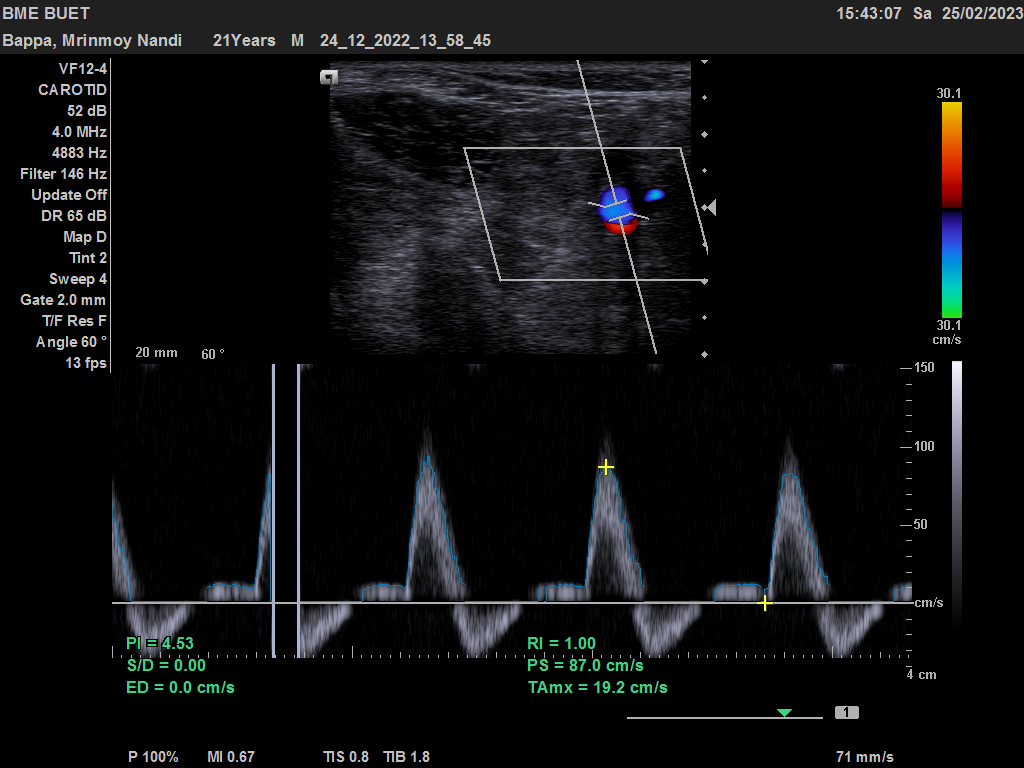 BME BUET 15:43:07 Sa 25/02/2023
Bappa, Mrinmoy Nandi 21Years M 24_12_2022_13_58_45
VF12-4
CAROTID
52 dB
4.0 MHz
4883 Hz
Filter 146 Hz
Update Off
DR 65 dB
Map D
Tint 2
Sweep 4
Gate 2.0 mm
T/F Res F
Angle 60 °
13 fps
20 mm 60 °
30.1
30.1
cm/s
150
100
50
cm/s
4 cm
PI = 4.53
S/D = 0.00
ED = 0.0 cm/s
RI = 1.00
PS = 87.0 cm/s
TAmx = 19.2 cm/s
1
P 100% MI 0.67 TIS 0.8 TIB 1.8 71 mm/s